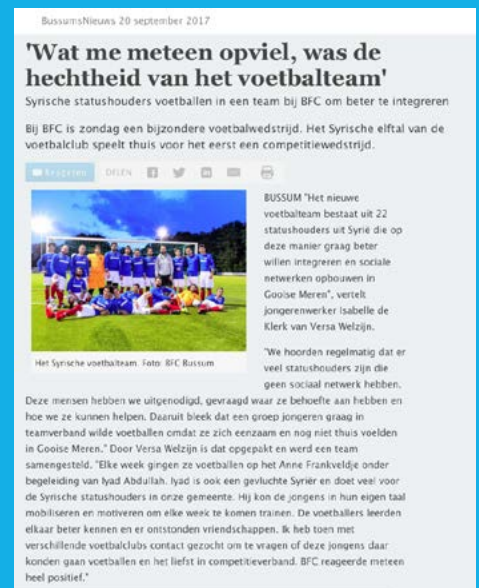 BussumsNieuws 20 september 2017
'Wat me meteen opviel, was de
hechtheid van het voetbalteam'
Syrische statushouders voetballen in een team bij BFC om beter te integreren
Bij BFC is zondag een bijzondere voetbalwedstrijd. Het Syrische elftal van de
voetbalclub speelt thuis voor het eerst een competitiewedstrijd.
Reageren DELEN
BUSSUM "Het nieuwe
voetbalteam bestaat uit 22
statushouders uit Syrië die op
deze manier graag beter
willen integreren en sociale
netwerken opbouwen in
Gooise Meren", vertelt
jongerenwerker Isabelle de
Klerk van Versa Welzijn.
Het Syrische voetbalteam. Foto: BFC Bussum
"We hoorden regelmatig dat er
veel statushouders zijn die
geen sociaal netwerk hebben.
Deze mensen hebben we uitgenodigd, gevraagd waar ze behoefte aan hebben en
hoe we ze kunnen helpen. Daaruit bleek dat een groep jongeren graag in
teamverband wilde voetballen omdat ze zich eenzaam en nog niet thuis voelden
in Gooise Meren." Door Versa Welzijn is dat opgepakt en werd een team
samengesteld. "Elke week gingen ze voetballen op het Anne Frankveldje onder
begeleiding van Iyad Abdullah. Iyad is ook een gevluchte Syriër en doet veel voor
de Syrische statushouders in onze gemeente. Hij kon de jongens in hun eigen taal
mobiliseren en motiveren om elke week te komen trainen. De voetballers leerden
elkaar beter kennen en er ontstonden vriendschappen. Ik heb toen met
verschillende voetbalclubs contact gezocht om te vragen of deze jongens daar
konden gaan voetballen en het liefst in competitieverband. BFC reageerde meteen
heel positief."